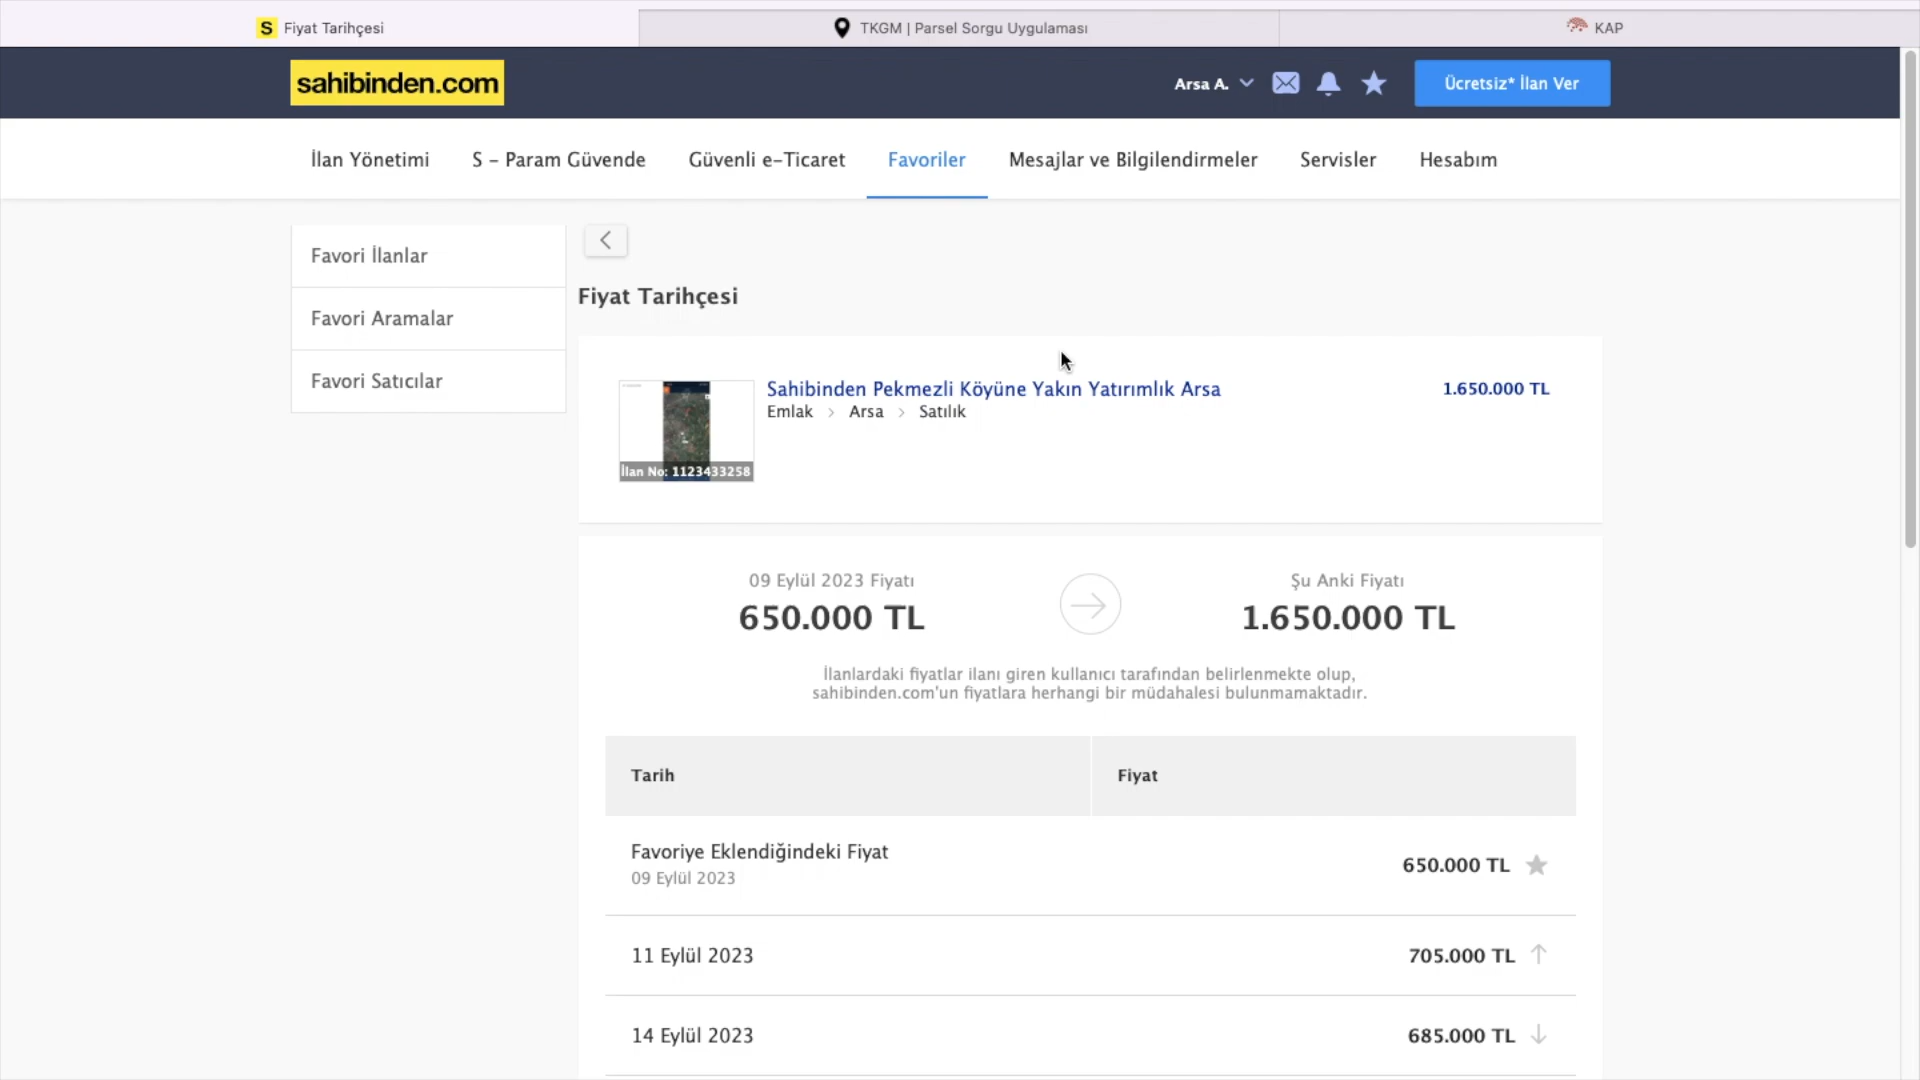 S Fiyat Tarihçesi
TKGM | Parsel Sorgu Uygulaması
KAP
sahibinden.com
Arsa A.
Ücretsiz* İlan Ver
İlan Yönetimi
S – Param Güvende
Güvenli e-Ticaret
Favoriler
Mesajlar ve Bilgilendirmeler
Servisler
Hesabım
Favori İlanlar
Favori Aramalar
Favori Satıcılar
Fiyat Tarihçesi
Sahibinden Pekmezli Köyüne Yakın Yatırımlık Arsa
1.650.000 TL
Emlak > Arsa > Satılık
İlan No: 1123433258
09 Eylül 2023 Fiyatı
650.000 TL
Şu Anki Fiyatı
1.650.000 TL
İlanlardaki fiyatlar ilanı giren kullanıcı tarafından belirlenmekte olup,
sahibinden.com'un fiyatlara herhangi bir müdahalesi bulunmamaktadır.
Tarih
Fiyat
Favoriye Eklendiğindeki Fiyat
09 Eylül 2023
650.000 TL
11 Eylül 2023
705.000 TL ↑
14 Eylül 2023
685.000 TL ↓